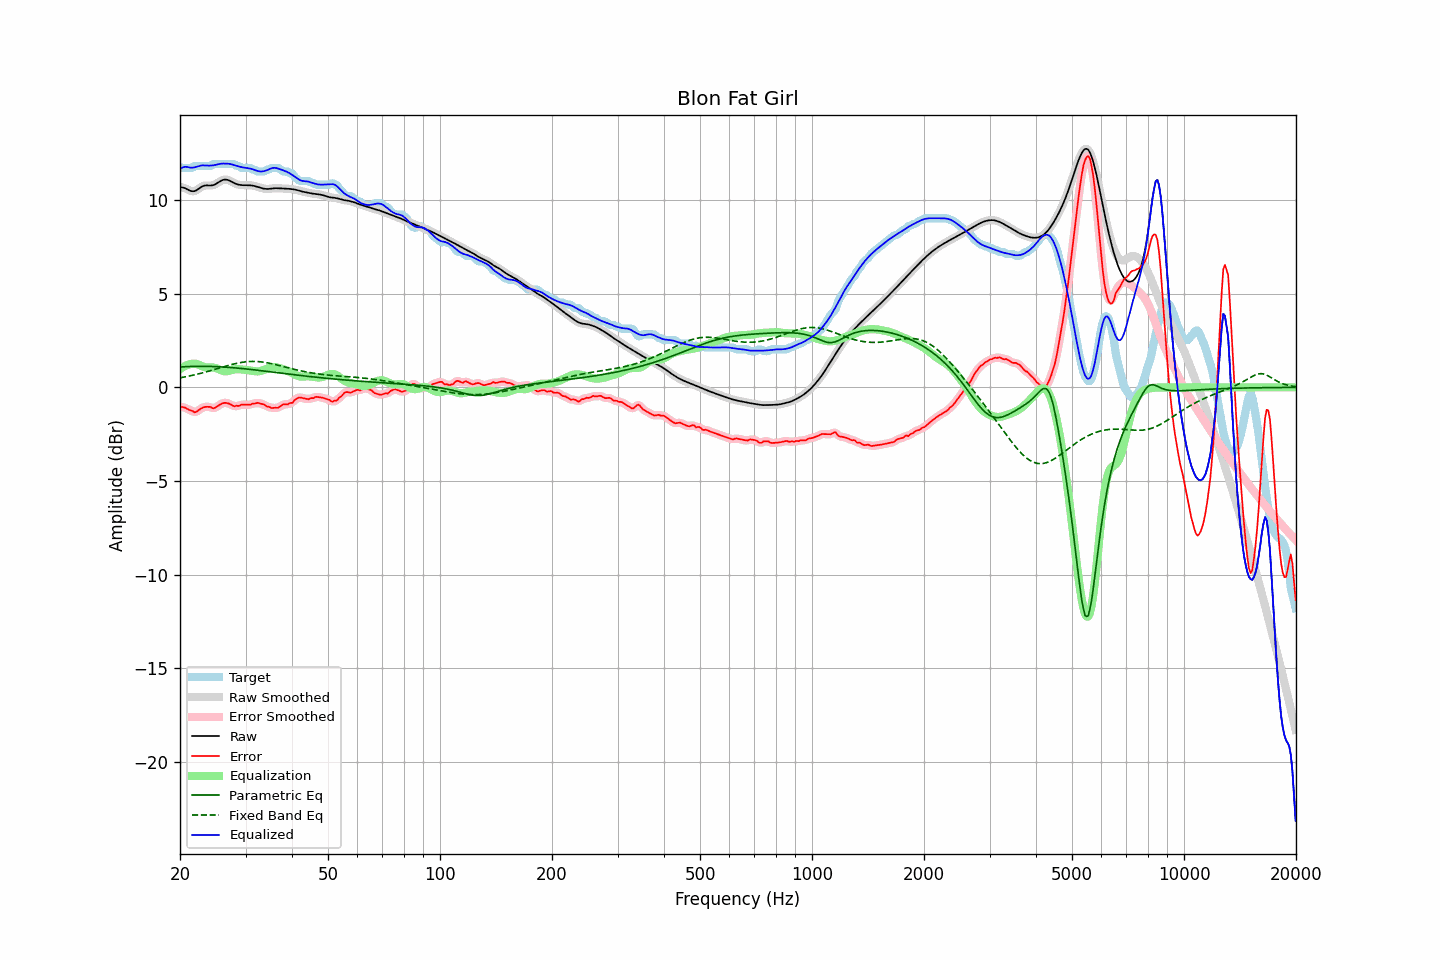 Blon Fat Girl
Amplitude (dBr)
10
5
0
−5
−10
−15
−20
Target
Raw Smoothed
Error Smoothed
Raw
Error
Equalization
Parametric Eq
Fixed Band Eq
Equalized
20 50 100 200 500 1000 2000 5000 10000 20000
Frequency (Hz)